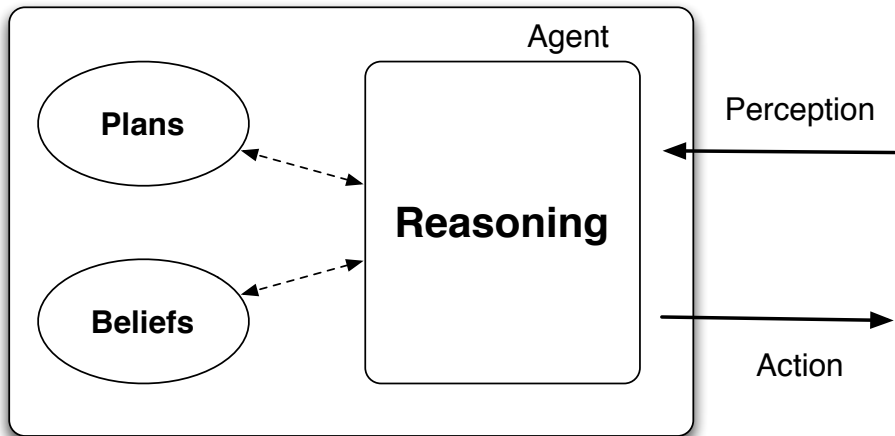 Agent
Plans
Perception
Reasoning
Beliefs
Action